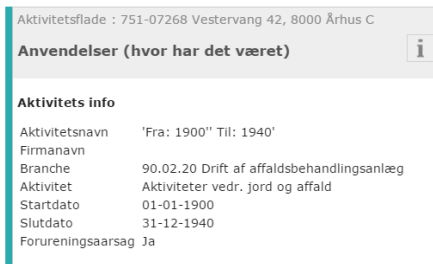 Aktivitetsflade : 751-07268 Vestervang 42, 8000 Århus C
Anvendelser (hvor har det været)
i
Aktivitets info
Aktivitetsnavn 'Fra: 1900'' Til: 1940'
Firmanavn
Branche 90.02.20 Drift af affaldsbehandlingsanlæg
Aktivitet Aktiviteter vedr. jord og affald
Startdato 01-01-1900
Slutdato 31-12-1940
Forureningsaarsag Ja